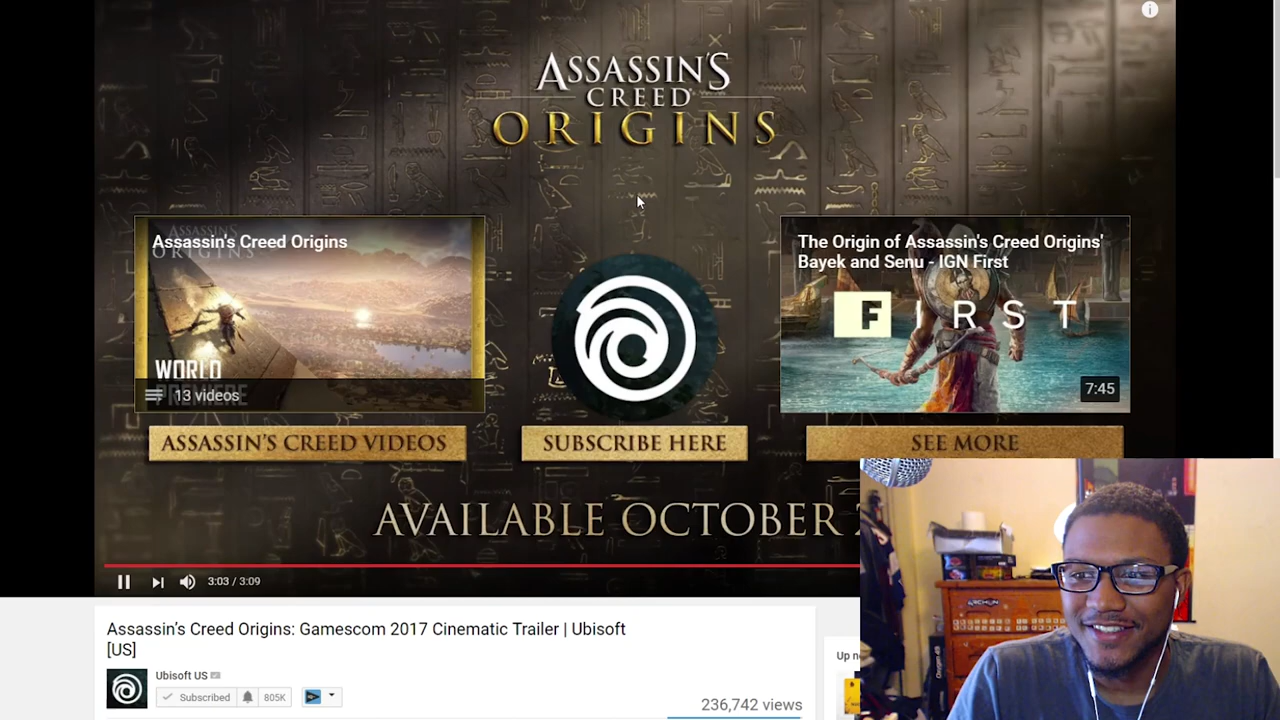 ASSASSIN'S
CREED
ORIGINS
Assassin's Creed Origins
WORLD
PREMIERE
13 videos
The Origin of Assassin's Creed Origins'
Bayek and Senu - IGN First
F I R S T
7:45
ASSASSIN'S CREED VIDEOS
SUBSCRIBE HERE
SEE MORE
AVAILABLE OCTOBER
3:03 / 3:09
Assassin's Creed Origins: Gamescom 2017 Cinematic Trailer | Ubisoft
[US]
Ubisoft US
Subscribed 805K
236,742 views
Up